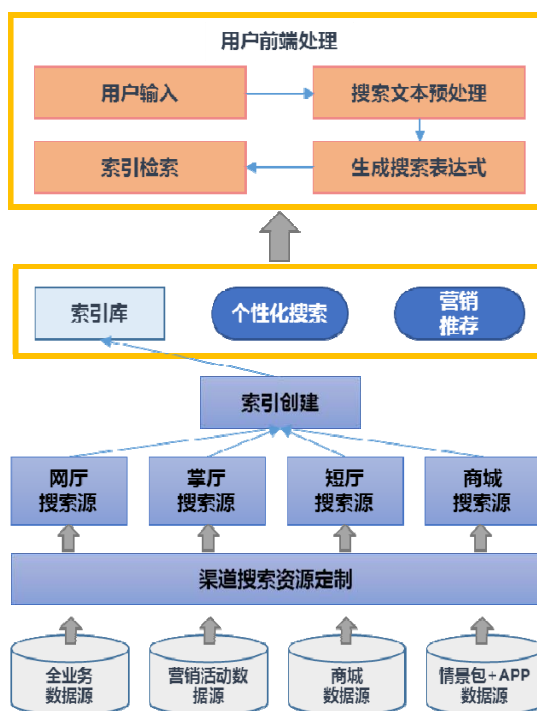 用户前端处理
用户输入
搜索文本预处理
索引检索
生成搜索表达式
索引库
个性化搜索
营销
推荐
索引创建
网厅
搜索源
掌厅
搜索源
短厅
搜索源
商城
搜索源
渠道搜索资源定制
全业务
数据源
营销活动数
据源
商城
数据源
情景包+APP
数据源